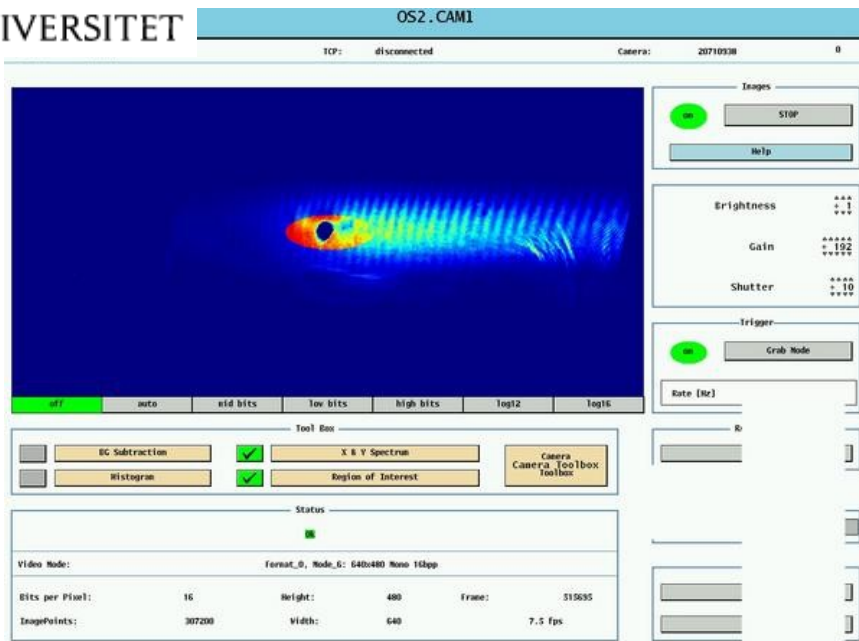 IVERSITET
OS2.CAM1
TCP: disconnected Camera: 20710938 0
Images
on STOP
Help
Brightness + 1
Gain + 192
Shutter + 10
Trigger
on Grab Mode
Rate [Hz]
off auto mid bits low bits high bits log12 log16
Tool Box
BG Subtraction X & Y Spectrum Camera
Camera Toolbox
Histogram Region of Interest Toolbox
Status
Ok
Video Mode: Format_0, Mode_6: 640x480 Mono 16bpp
Bits per Pixel: 16 Height: 480 Frame: 515695
ImagePoints: 307200 Width: 640 7.5 fps